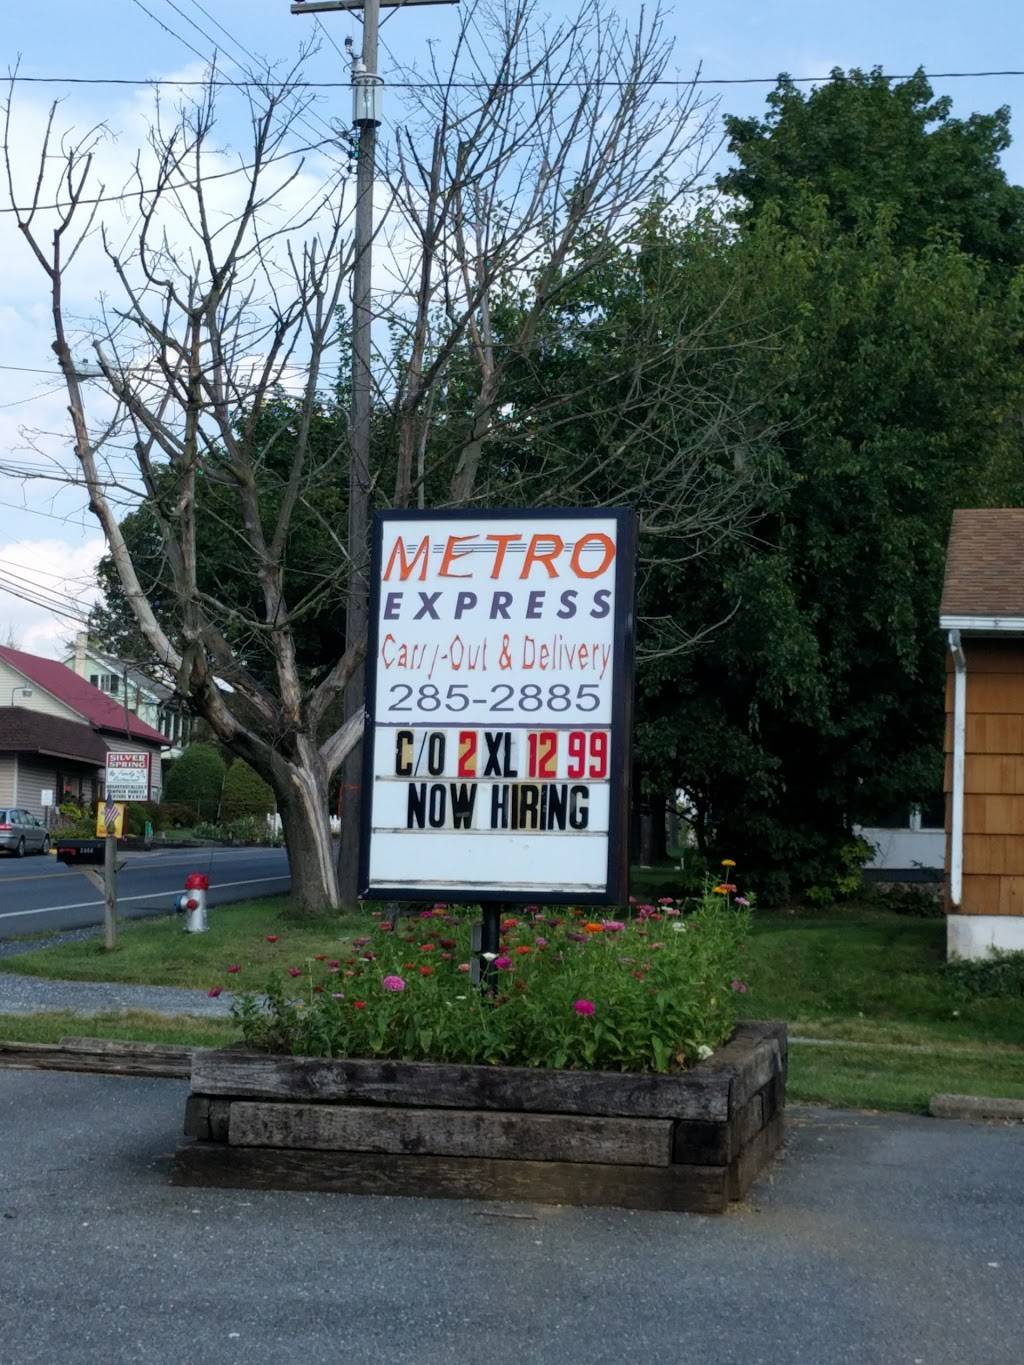 METRO
EXPRESS
Carry-Out & Delivery
285-2885
C/O 2 XL 12 99
NOW HIRING
SILVER
SPRING